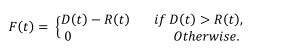 F(t) = { D(t) − R(t) if D(t) > R(t),
0 Otherwise.